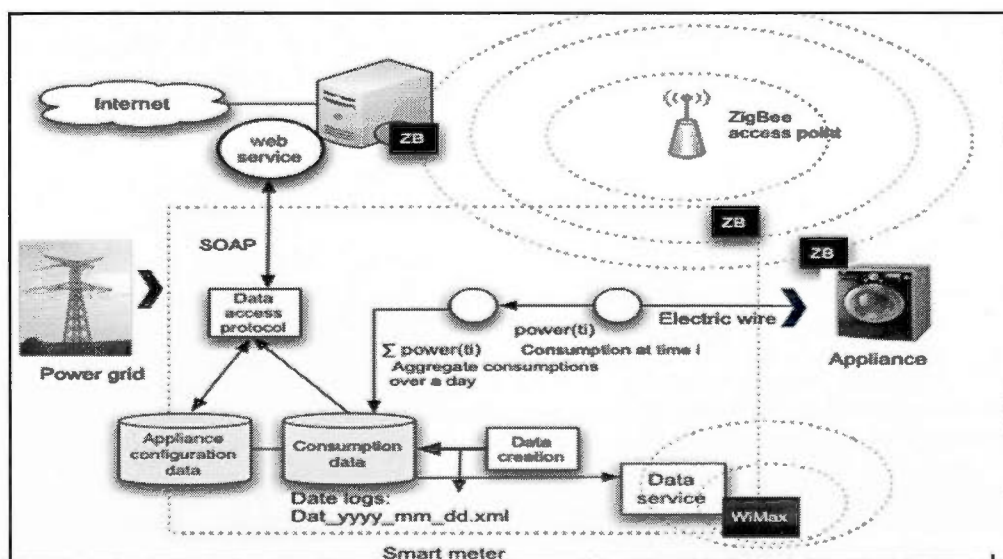 Internet
web
service
ZB
ZigBee
access point
ZB
ZB
SOAP
Data
access
protocol
power(ti)
Consumption at time i
Electric wire
Appliance
Power grid
∑ power(ti)
Aggregate consumptions
over a day
Appliance
configuration
data
Consumption
data
Data
creation
Data
service
WiMax
Date logs:
Dat_yyyy_mm_dd.xml
Smart meter